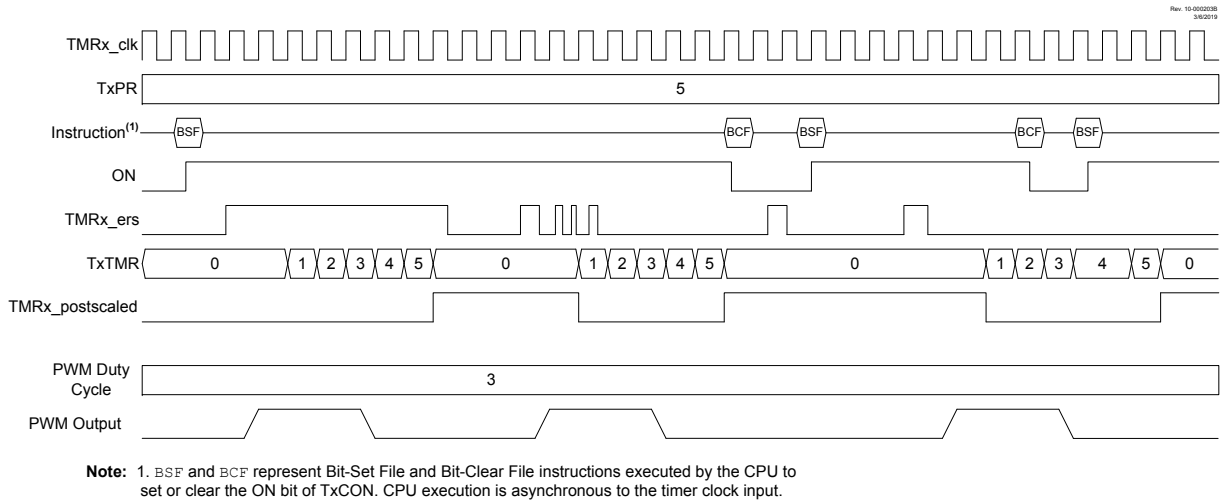 Rev. 10-000203B
3/6/2019
TMRx_clk
TxPR
5
Instruction(1)
BSF BCF BSF BCF BSF
ON
TMRx_ers
TxTMR
0 1 2 3 4 5 0 1 2 3 4 5 0 1 2 3 4 5 0
TMRx_postscaled
PWM Duty
Cycle
3
PWM Output
Note: 1. BSF and BCF represent Bit-Set File and Bit-Clear File instructions executed by the CPU to
set or clear the ON bit of TxCON. CPU execution is asynchronous to the timer clock input.